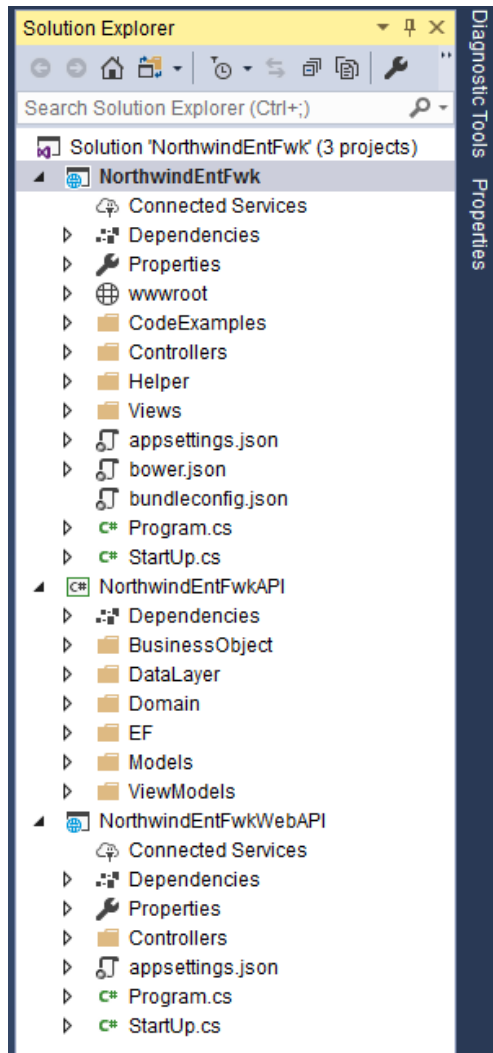 Solution Explorer
Search Solution Explorer (Ctrl+;)
Solution 'NorthwindEntFwk' (3 projects)
NorthwindEntFwk
Connected Services
Dependencies
Properties
wwwroot
CodeExamples
Controllers
Helper
Views
appsettings.json
bower.json
bundleconfig.json
C# Program.cs
C# StartUp.cs
C# NorthwindEntFwkAPI
Dependencies
BusinessObject
DataLayer
Domain
EF
Models
ViewModels
NorthwindEntFwkWebAPI
Connected Services
Dependencies
Properties
Controllers
appsettings.json
C# Program.cs
C# StartUp.cs
Diagnostic Tools
Properties